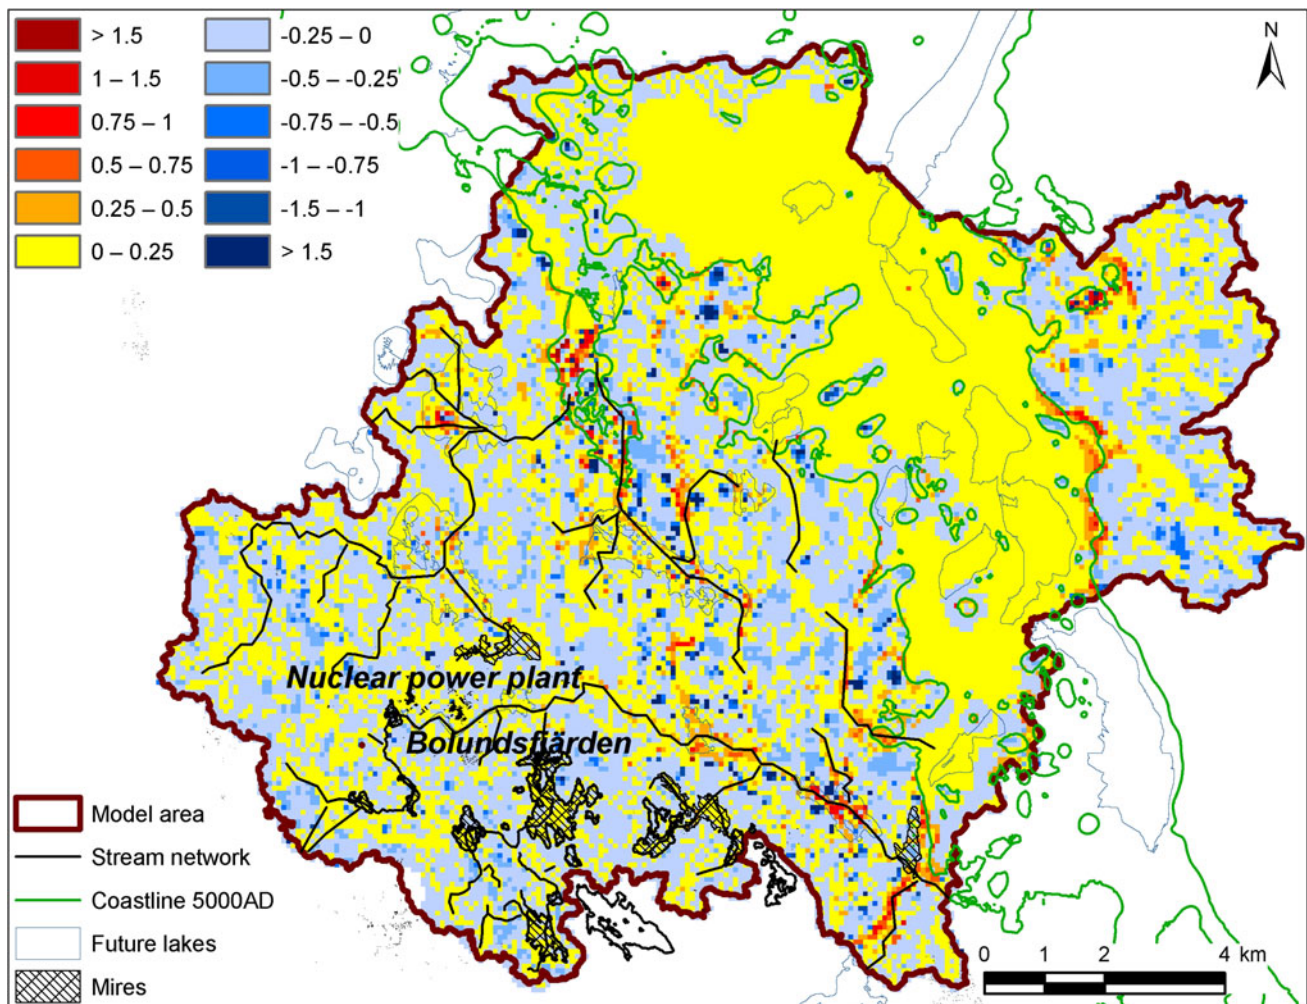 > 1.5
1 – 1.5
0.75 – 1
0.5 – 0.75
0.25 – 0.5
0 – 0.25
-0.25 – 0
-0.5 – -0.25
-0.75 – -0.5
-1 – -0.75
-1.5 – -1
> 1.5
N
Nuclear power plant
Bolundsfjärden
Model area
Stream network
Coastline 5000AD
Future lakes
Mires
0 1 2 4 km